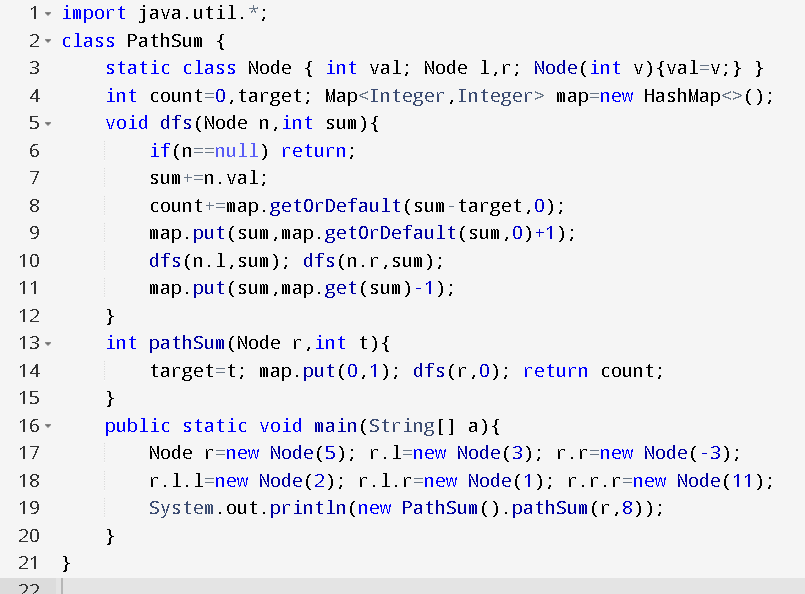 1 import java.util.*;
2 class PathSum {
3     static class Node { int val; Node l,r; Node(int v){val=v;} }
4     int count=0,target; Map<Integer,Integer> map=new HashMap<>();
5     void dfs(Node n,int sum){
6         if(n==null) return;
7         sum+=n.val;
8         count+=map.getOrDefault(sum-target,0);
9         map.put(sum,map.getOrDefault(sum,0)+1);
10         dfs(n.l,sum); dfs(n.r,sum);
11         map.put(sum,map.get(sum)-1);
12     }
13     int pathSum(Node r,int t){
14         target=t; map.put(0,1); dfs(r,0); return count;
15     }
16     public static void main(String[] a){
17         Node r=new Node(5); r.l=new Node(3); r.r=new Node(-3);
18         r.l.l=new Node(2); r.l.r=new Node(1); r.r.r=new Node(11);
19         System.out.println(new PathSum().pathSum(r,8));
20     }
21 }
22